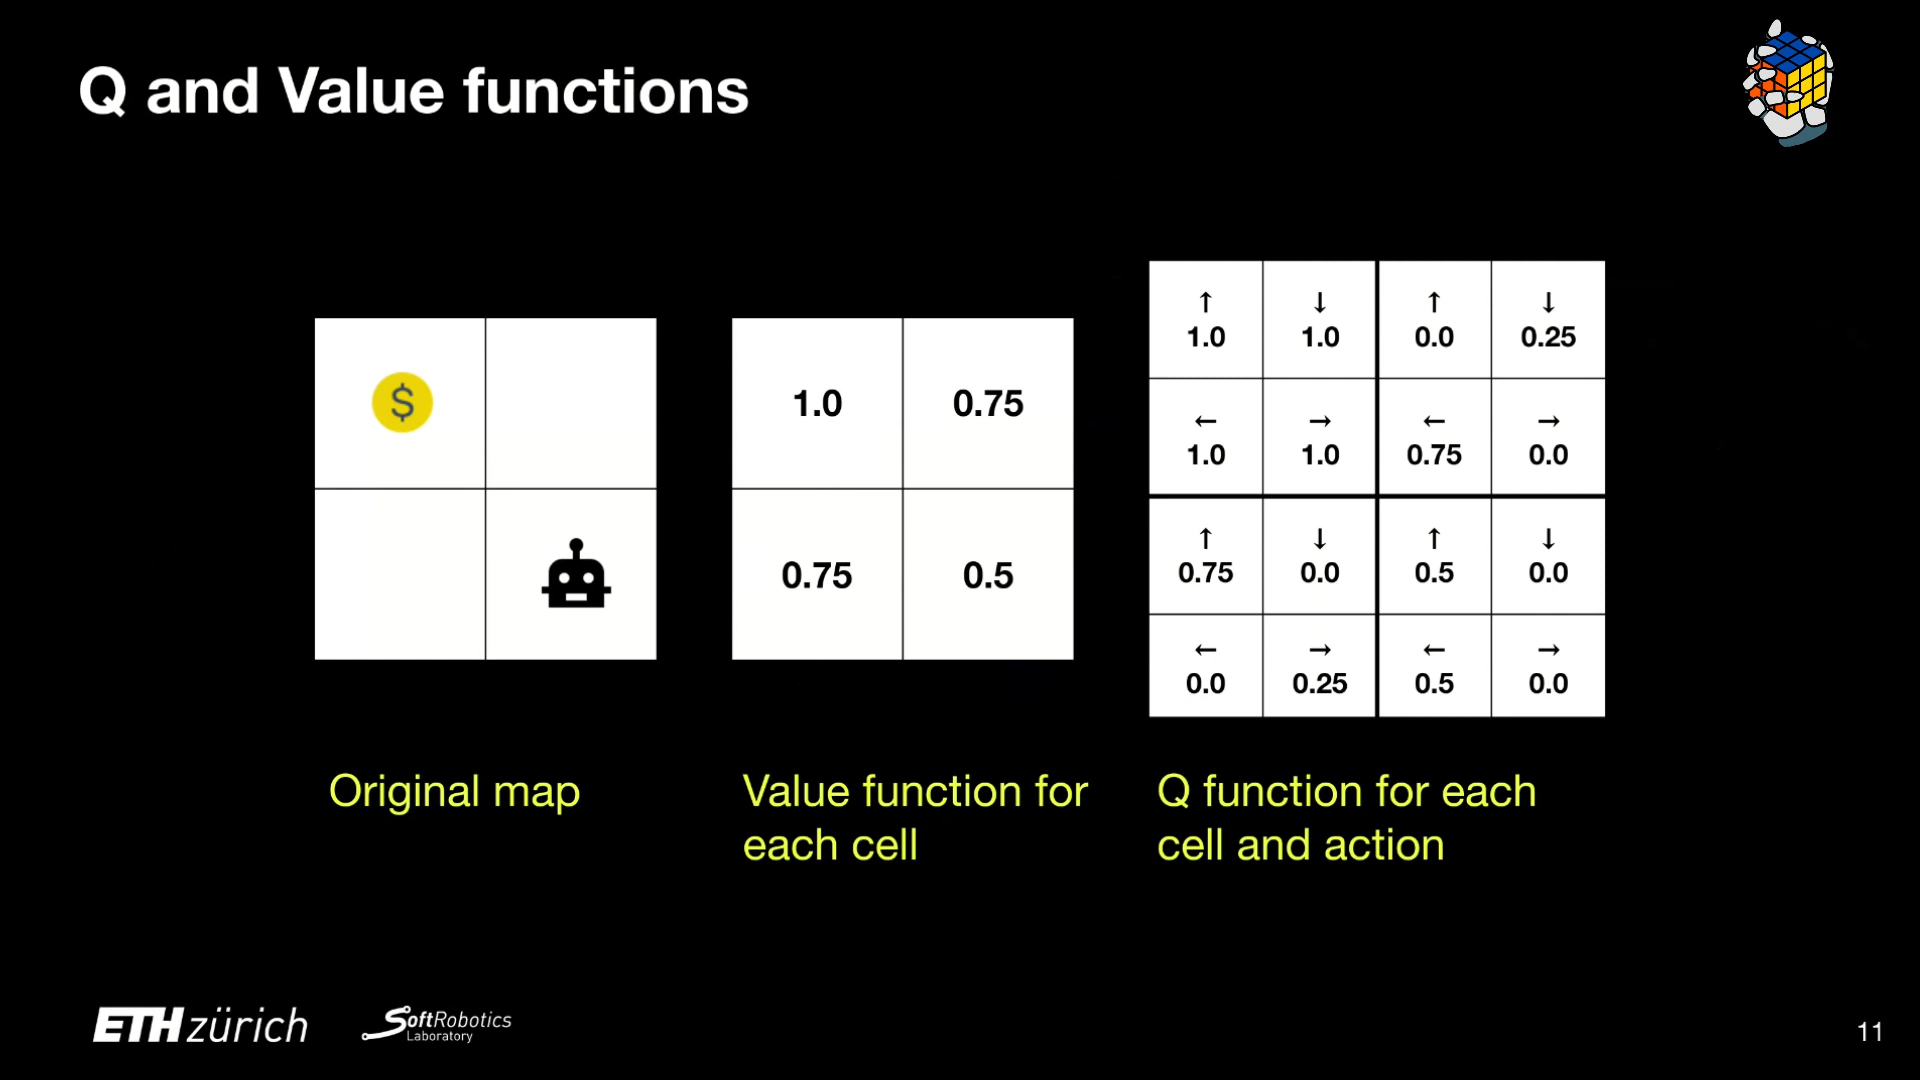 Q and Value functions
$
1.0 0.75
0.75 0.5
↑ ↓ ↑ ↓
1.0 1.0 0.0 0.25
← → ← →
1.0 1.0 0.75 0.0
↑ ↓ ↑ ↓
0.75 0.0 0.5 0.0
← → ← →
0.0 0.25 0.5 0.0
Original map
Value function for
each cell
Q function for each
cell and action
ETH zürich
SoftRobotics
Laboratory
11